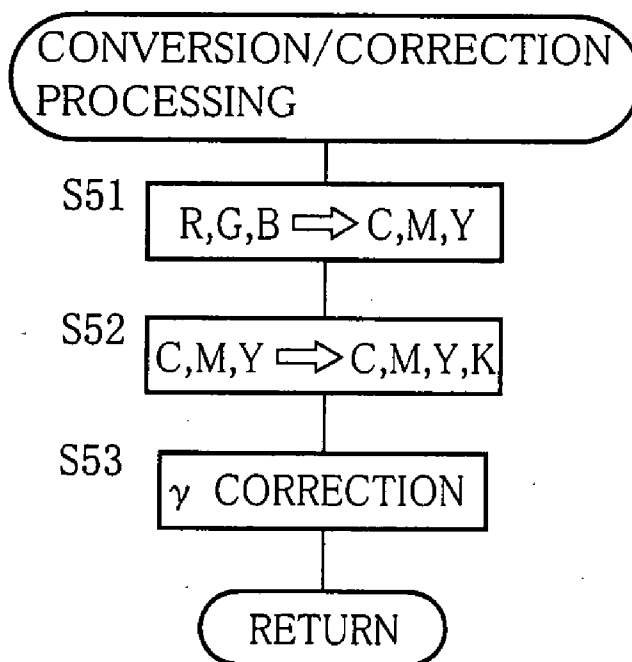 CONVERSION/CORRECTION
PROCESSING
S51
R,G,B ⇨ C,M,Y
S52
C,M,Y ⇨ C,M,Y,K
S53
γ CORRECTION
RETURN